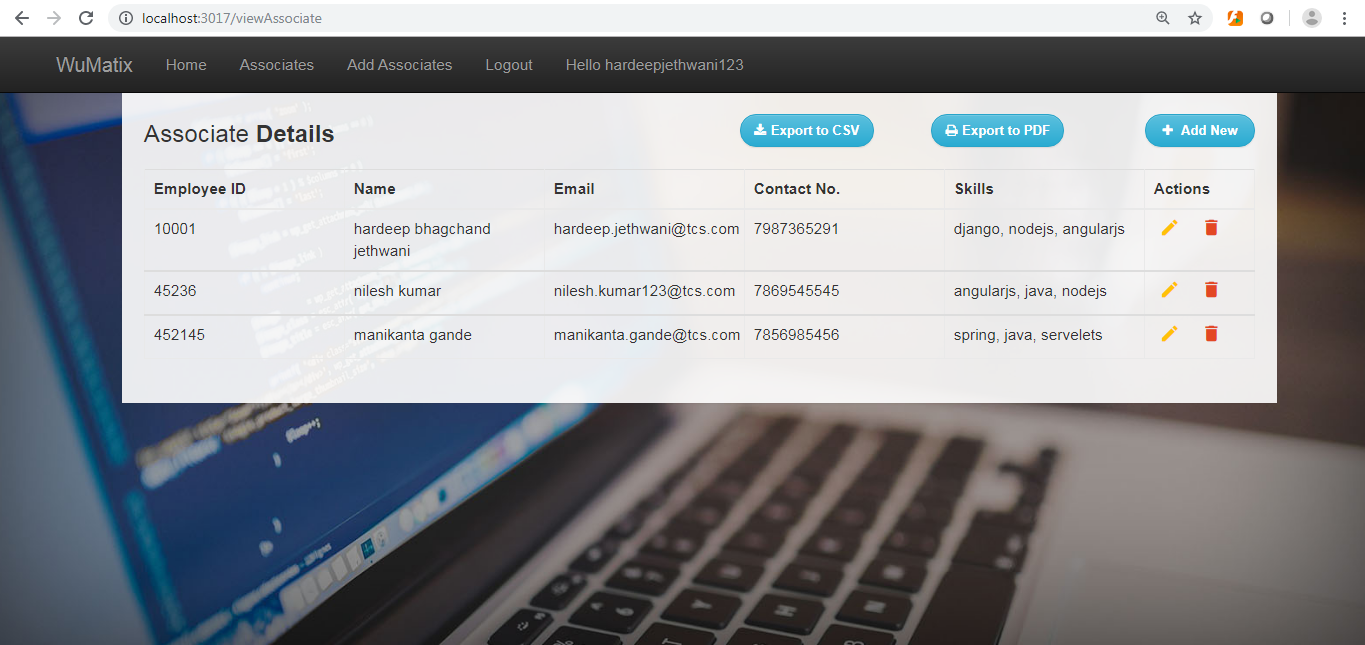 localhost:3017/viewAssociate
WuMatix Home Associates Add Associates Logout Hello hardeepjethwani123
Associate Details Export to CSV Export to PDF Add New
Employee ID Name Email Contact No. Skills Actions
10001 hardeep bhagchand hardeep.jethwani@tcs.com 7987365291 django, nodejs, angularjs
jethwani
45236 nilesh kumar nilesh.kumar123@tcs.com 7869545545 angularjs, java, nodejs
452145 manikanta gande manikanta.gande@tcs.com 7856985456 spring, java, servelets